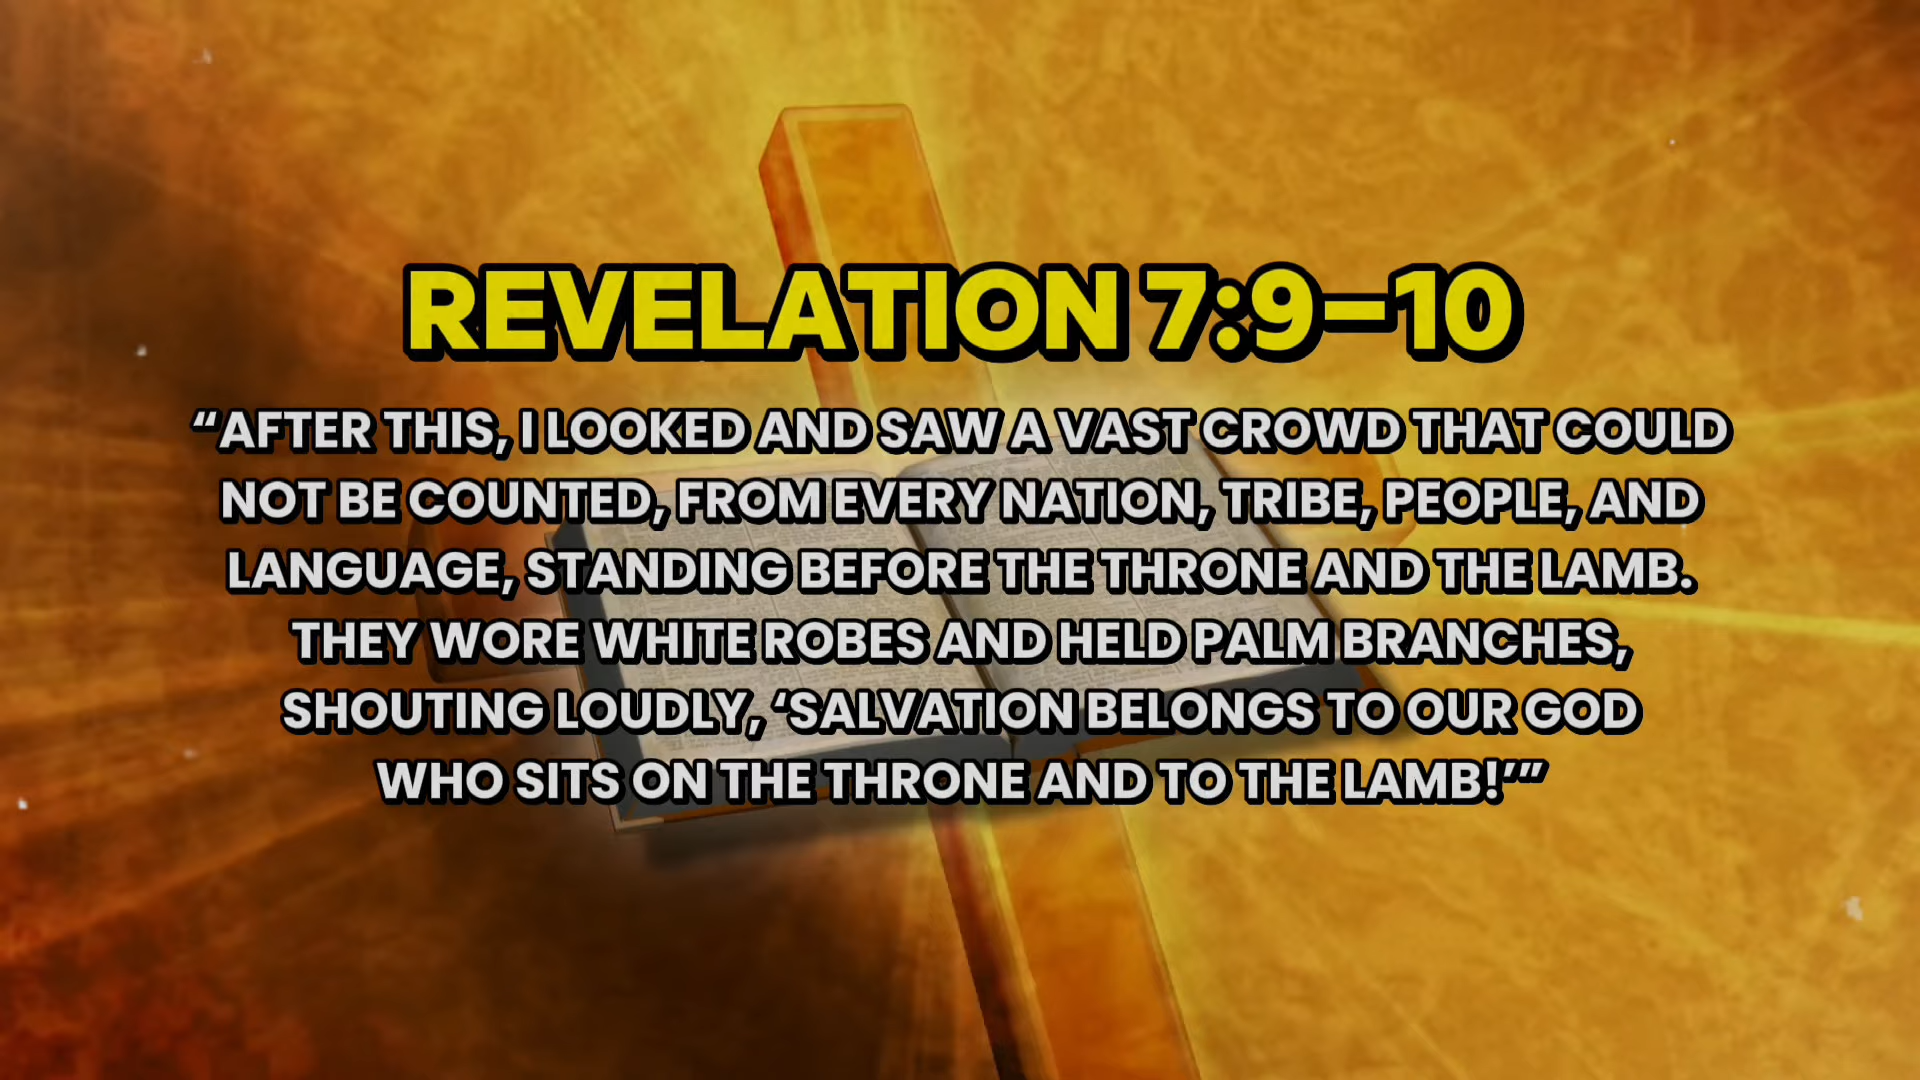 REVELATION 7:9–10
“AFTER THIS, I LOOKED AND SAW A VAST CROWD THAT COULD
NOT BE COUNTED, FROM EVERY NATION, TRIBE, PEOPLE, AND
LANGUAGE, STANDING BEFORE THE THRONE AND THE LAMB.
THEY WORE WHITE ROBES AND HELD PALM BRANCHES,
SHOUTING LOUDLY, ‘SALVATION BELONGS TO OUR GOD
WHO SITS ON THE THRONE AND TO THE LAMB!’”